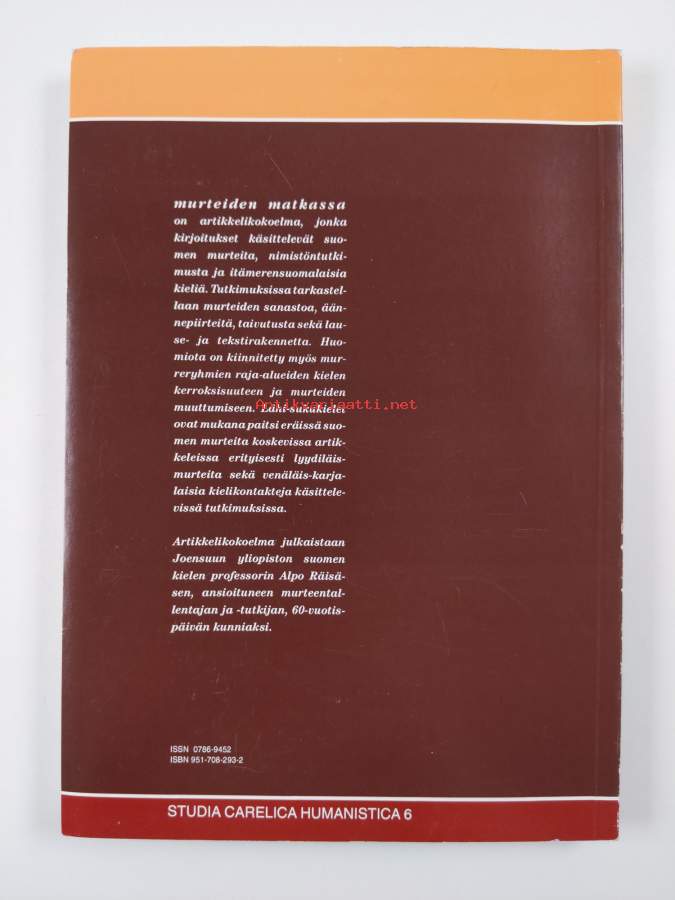 murteiden matkassa
on artikkelikokoelma, jonka
kirjoitukset käsittelevät suo-
men murteita, nimistöntutki-
musta ja itämerensuomalaisia
kieliä. Tutkimuksissa tarkastel-
laan murteiden sanastoa, ään-
nepiirteitä, taivutusta sekä lau-
se- ja tekstirakennetta. Huo-
miota on kiinnitetty myös mur-
reryhmien raja-alueiden kielen
kerroksisuuteen ja murteiden
muuttumiseen. Lähi-sukukielet
Antikvariaatti.net
ovat mukana paitsi eräissä suo-
men murteita koskevissa artik-
keleissa erityisesti lyydiläis-
murteita sekä venäläis-karja-
laisia kielikontakteja käsittele-
vissä tutkimuksissa.
Artikkelikokoelma julkaistaan
Joensuun yliopiston suomen
kielen professorin Alpo Räisä-
sen, ansioituneen murteental-
lentajan ja -tutkijan, 60-vuotis-
päivän kunniaksi.
ISSN 0786-9452
ISBN 951-708-293-2
STUDIA CARELICA HUMANISTICA 6